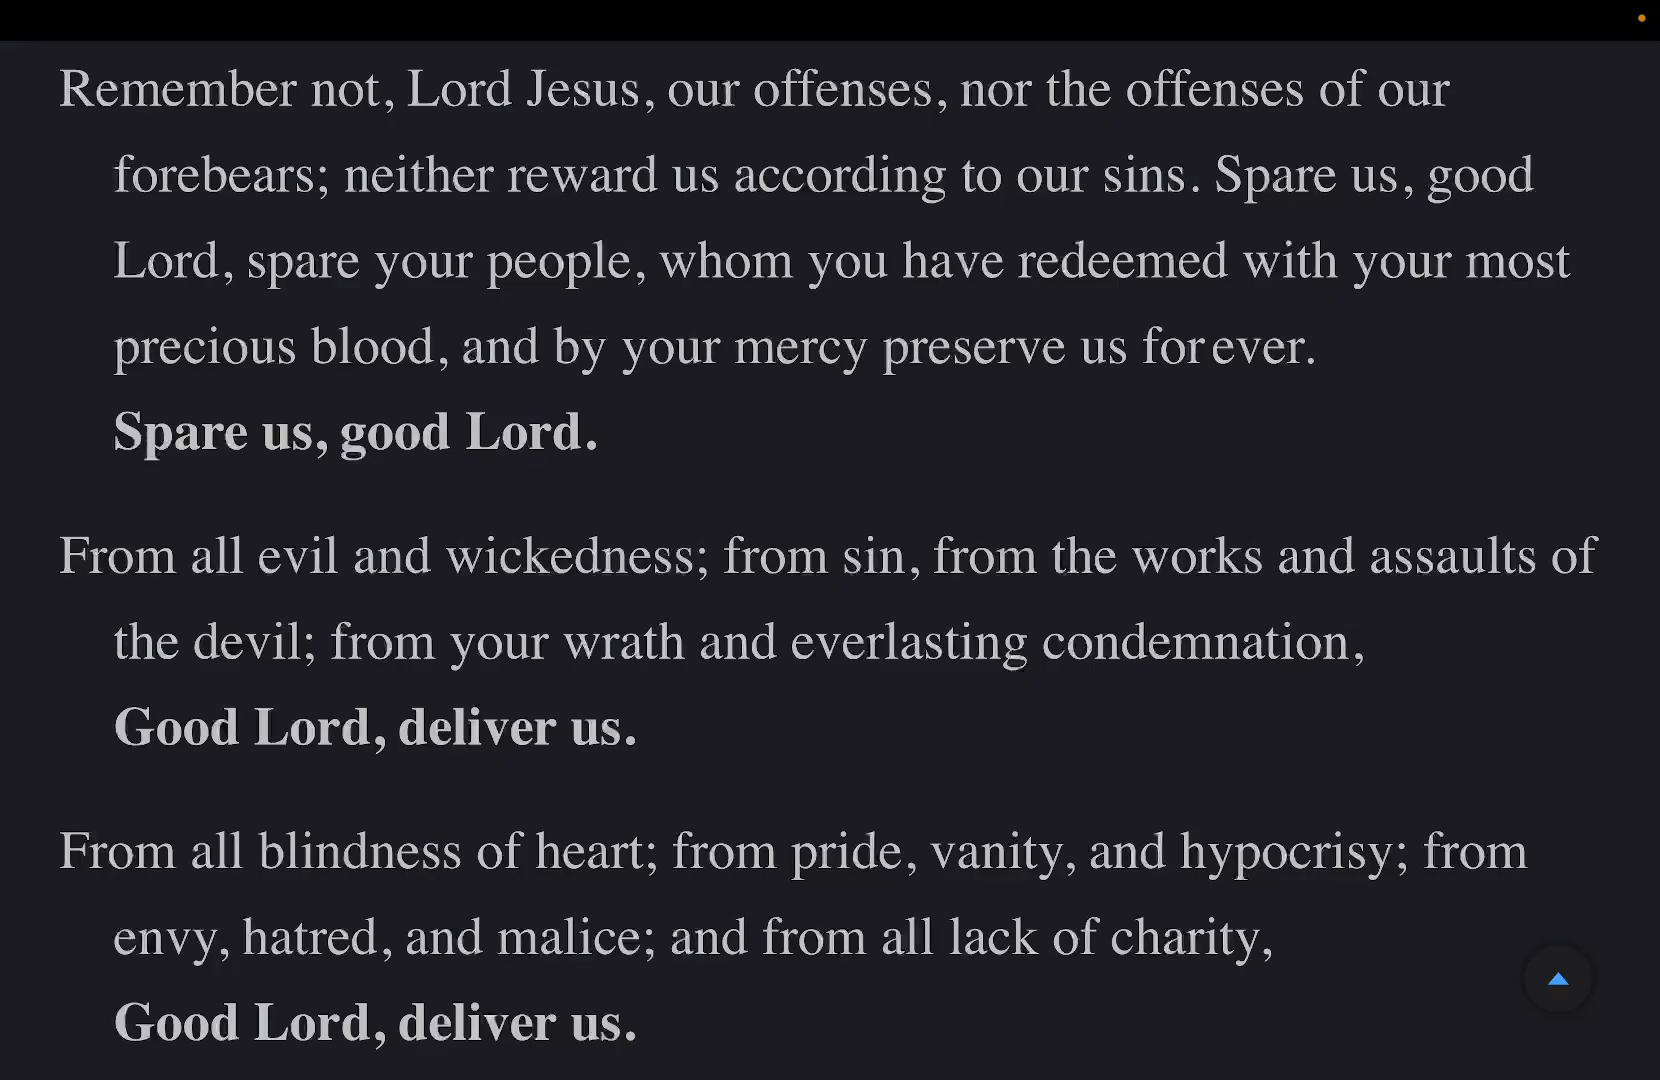 Remember not, Lord Jesus, our offenses, nor the offenses of our
forebears; neither reward us according to our sins. Spare us, good
Lord, spare your people, whom you have redeemed with your most
precious blood, and by your mercy preserve us for ever.
Spare us, good Lord.
From all evil and wickedness; from sin, from the works and assaults of
the devil; from your wrath and everlasting condemnation,
Good Lord, deliver us.
From all blindness of heart; from pride, vanity, and hypocrisy; from
envy, hatred, and malice; and from all lack of charity,
Good Lord, deliver us.